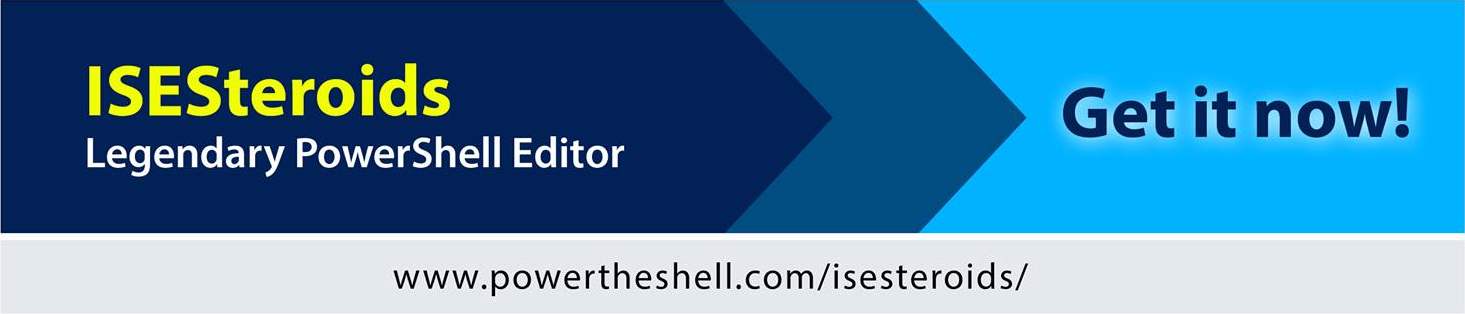 ISESteroids
Legendary PowerShell Editor
Get it now!
www.powertheshell.com/isesteroids/